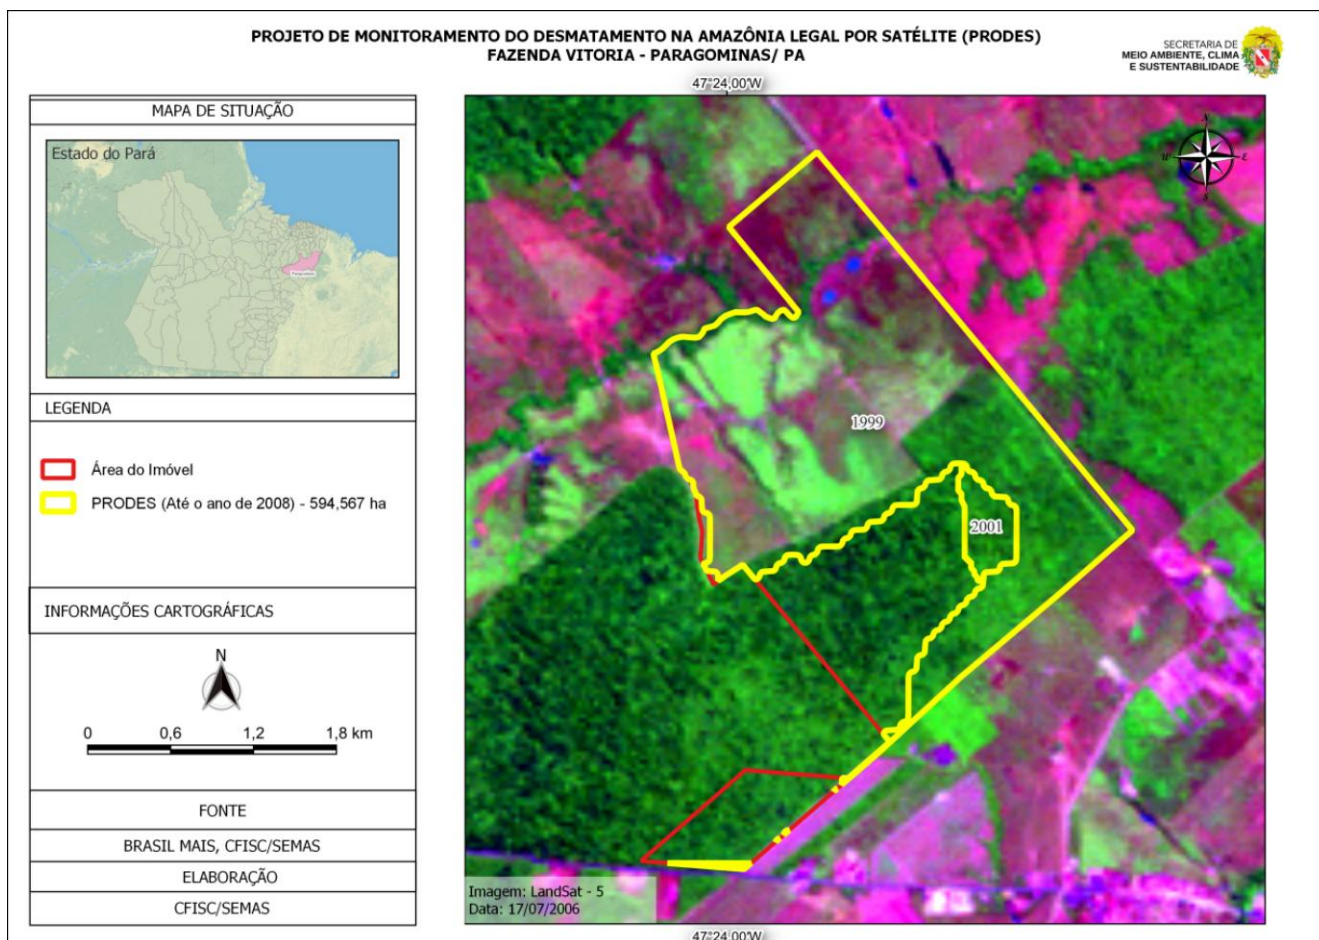 PROJETO DE MONITORAMENTO DO DESMATAMENTO NA AMAZÔNIA LEGAL POR SATÉLITE (PRODES)
FAZENDA VITORIA - PARAGOMINAS/ PA
SECRETARIA DE
MEIO AMBIENTE, CLIMA
E SUSTENTABILIDADE
MAPA DE SITUAÇÃO
Estado do Pará
LEGENDA
Área do Imóvel
PRODES (Até o ano de 2008) - 594,567 ha
INFORMAÇÕES CARTOGRÁFICAS
N
0 0,6 1,2 1,8 km
FONTE
BRASIL MAIS, CFISC/SEMAS
ELABORAÇÃO
CFISC/SEMAS
47°24,00'W
N
W E
S
1999
2001
Imagem: LandSat - 5
Data: 17/07/2006
47°24,00'W